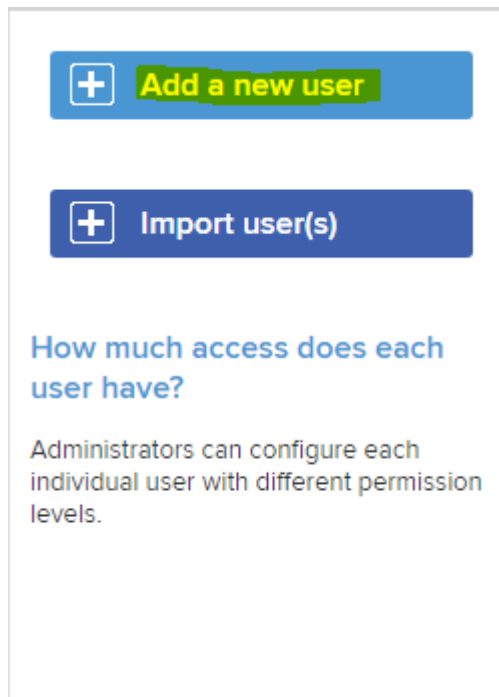 Add a new user
Import user(s)
How much access does each
user have?
Administrators can configure each
individual user with different permission
levels.